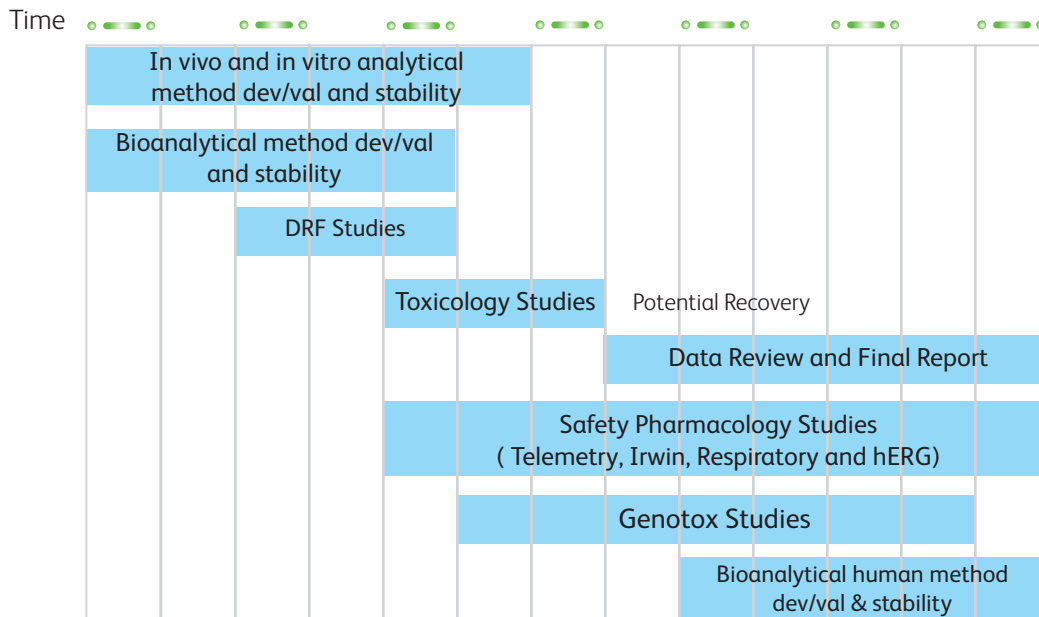 Time
In vivo and in vitro analytical
method dev/val and stability
Bioanalytical method dev/val
and stability
DRF Studies
Toxicology Studies
Potential Recovery
Data Review and Final Report
Safety Pharmacology Studies
( Telemetry, Irwin, Respiratory and hERG)
Genotox Studies
Bioanalytical human method
dev/val & stability